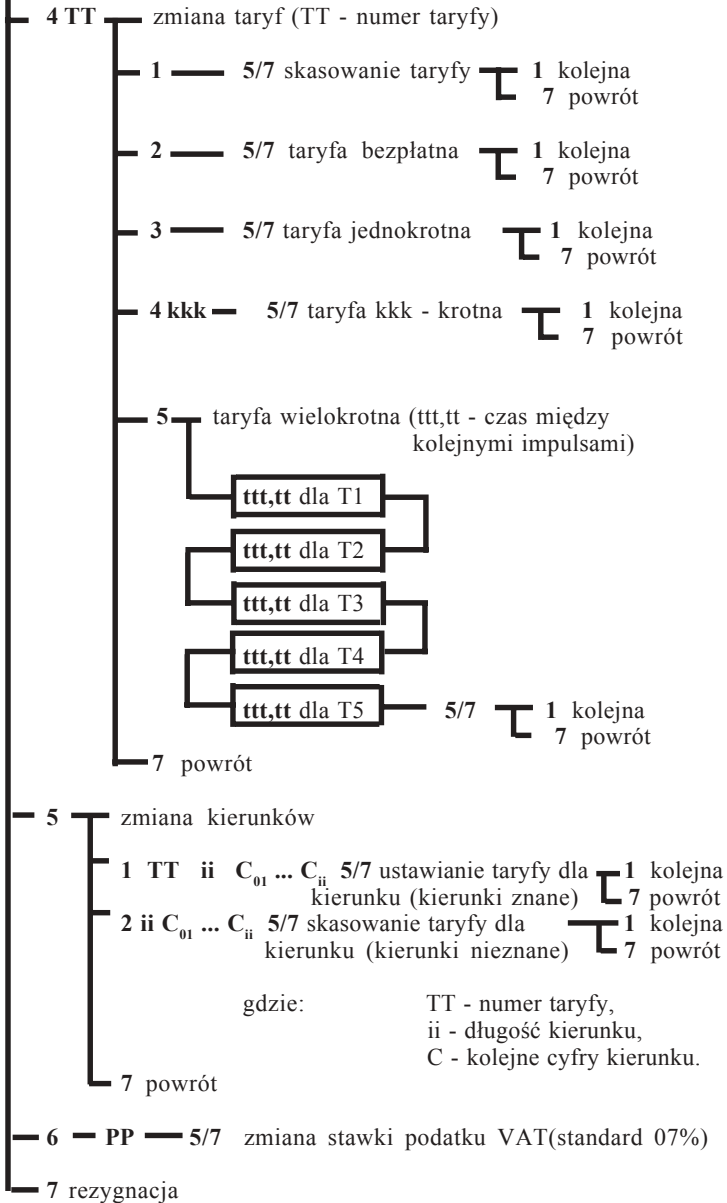 4 TT zmiana taryf (TT - numer taryfy)
1 5/7 skasowanie taryfy 1 kolejna
7 powrót
2 5/7 taryfa bezpłatna 1 kolejna
7 powrót
3 5/7 taryfa jednokrotna 1 kolejna
7 powrót
4 kkk 5/7 taryfa kkk - krotna 1 kolejna
7 powrót
5 taryfa wielokrotna (ttt,tt - czas między
kolejnymi impulsami)
ttt,tt dla T1
ttt,tt dla T2
ttt,tt dla T3
ttt,tt dla T4
ttt,tt dla T5 5/7 1 kolejna
7 powrót
7 powrót
5 zmiana kierunków
1 TT ii C01 ... Cii 5/7 ustawianie taryfy dla 1 kolejna
kierunku (kierunki znane) 7 powrót
2 ii C01 ... Cii 5/7 skasowanie taryfy dla 1 kolejna
kierunku (kierunki nieznane) 7 powrót
gdzie: TT - numer taryfy,
ii - długość kierunku,
C - kolejne cyfry kierunku.
7 powrót
6 PP 5/7 zmiana stawki podatku VAT(standard 07%)
7 rezygnacja